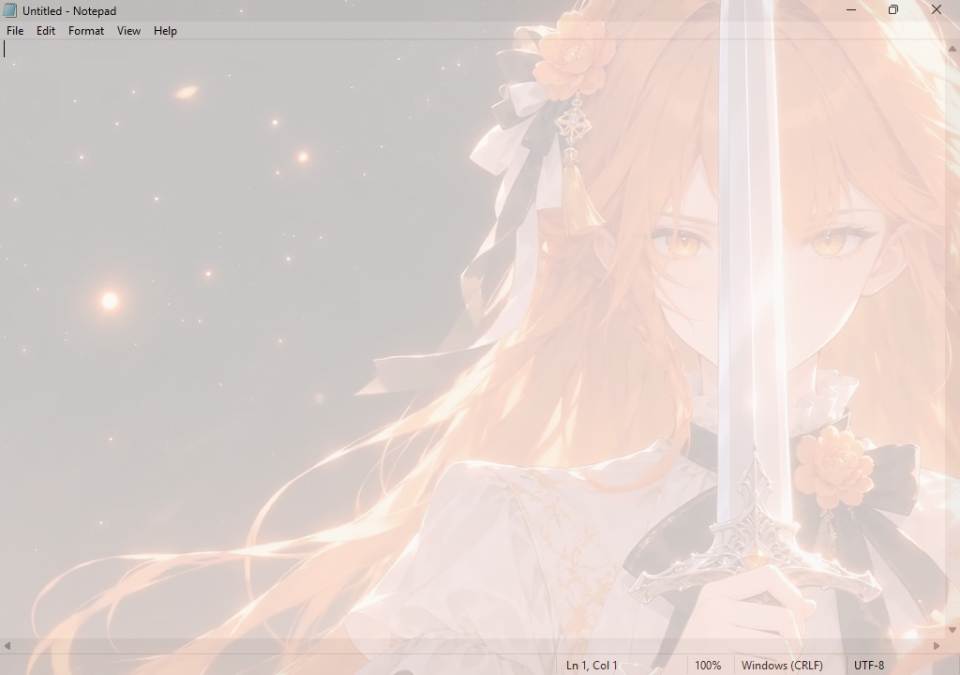 Untitled - Notepad
File Edit Format View Help
Ln 1, Col 1 100% Windows (CRLF) UTF-8